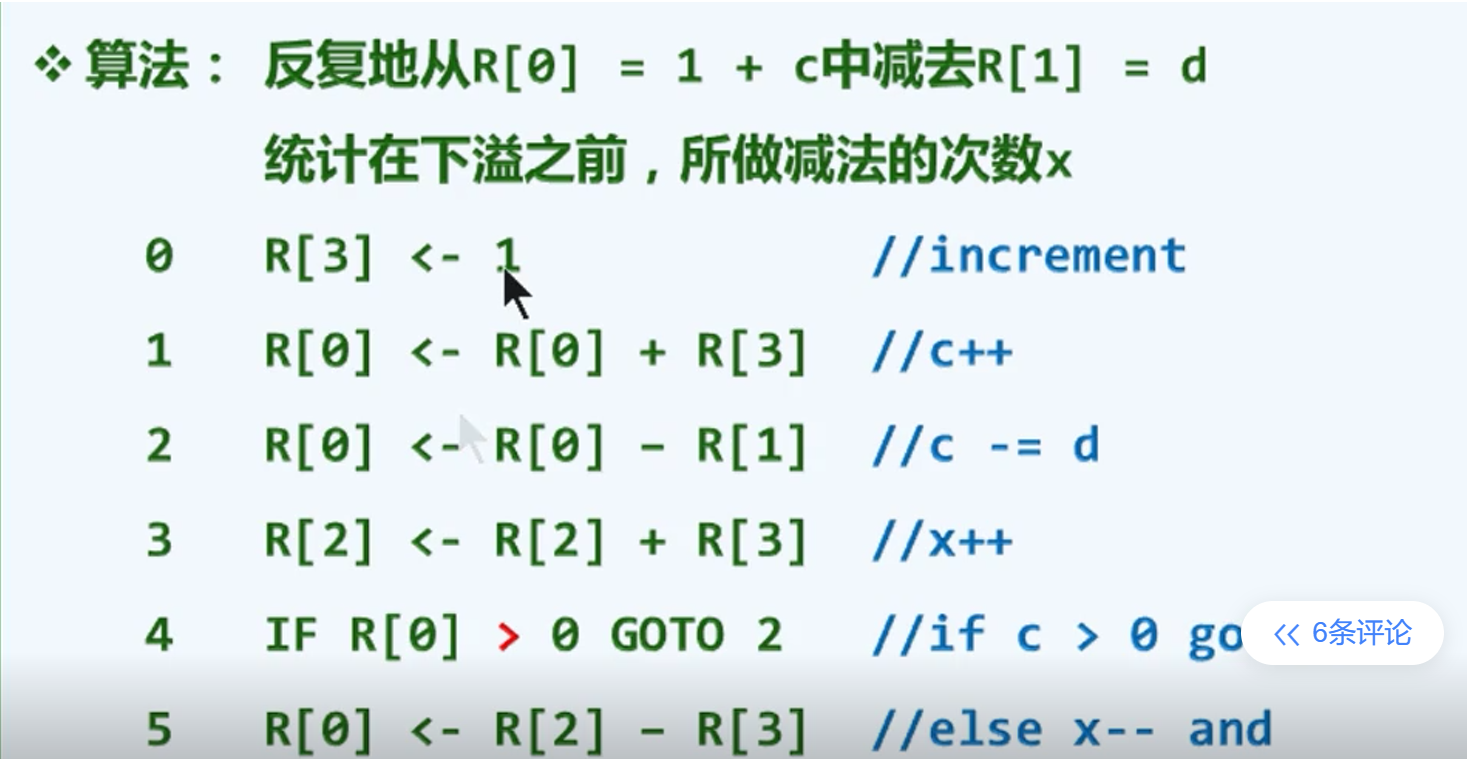 ❖ 算法： 反复地从R[0] = 1 + c中减去R[1] = d
统计在下溢之前，所做减法的次数x
0 R[3] <- 1 //increment
1 R[0] <- R[0] + R[3] //c++
2 R[0] <- R[0] - R[1] //c -= d
3 R[2] <- R[2] + R[3] //x++
4 IF R[0] > 0 GOTO 2 //if c > 0 go
<< 6条评论
5 R[0] <- R[2] - R[3] //else x-- and